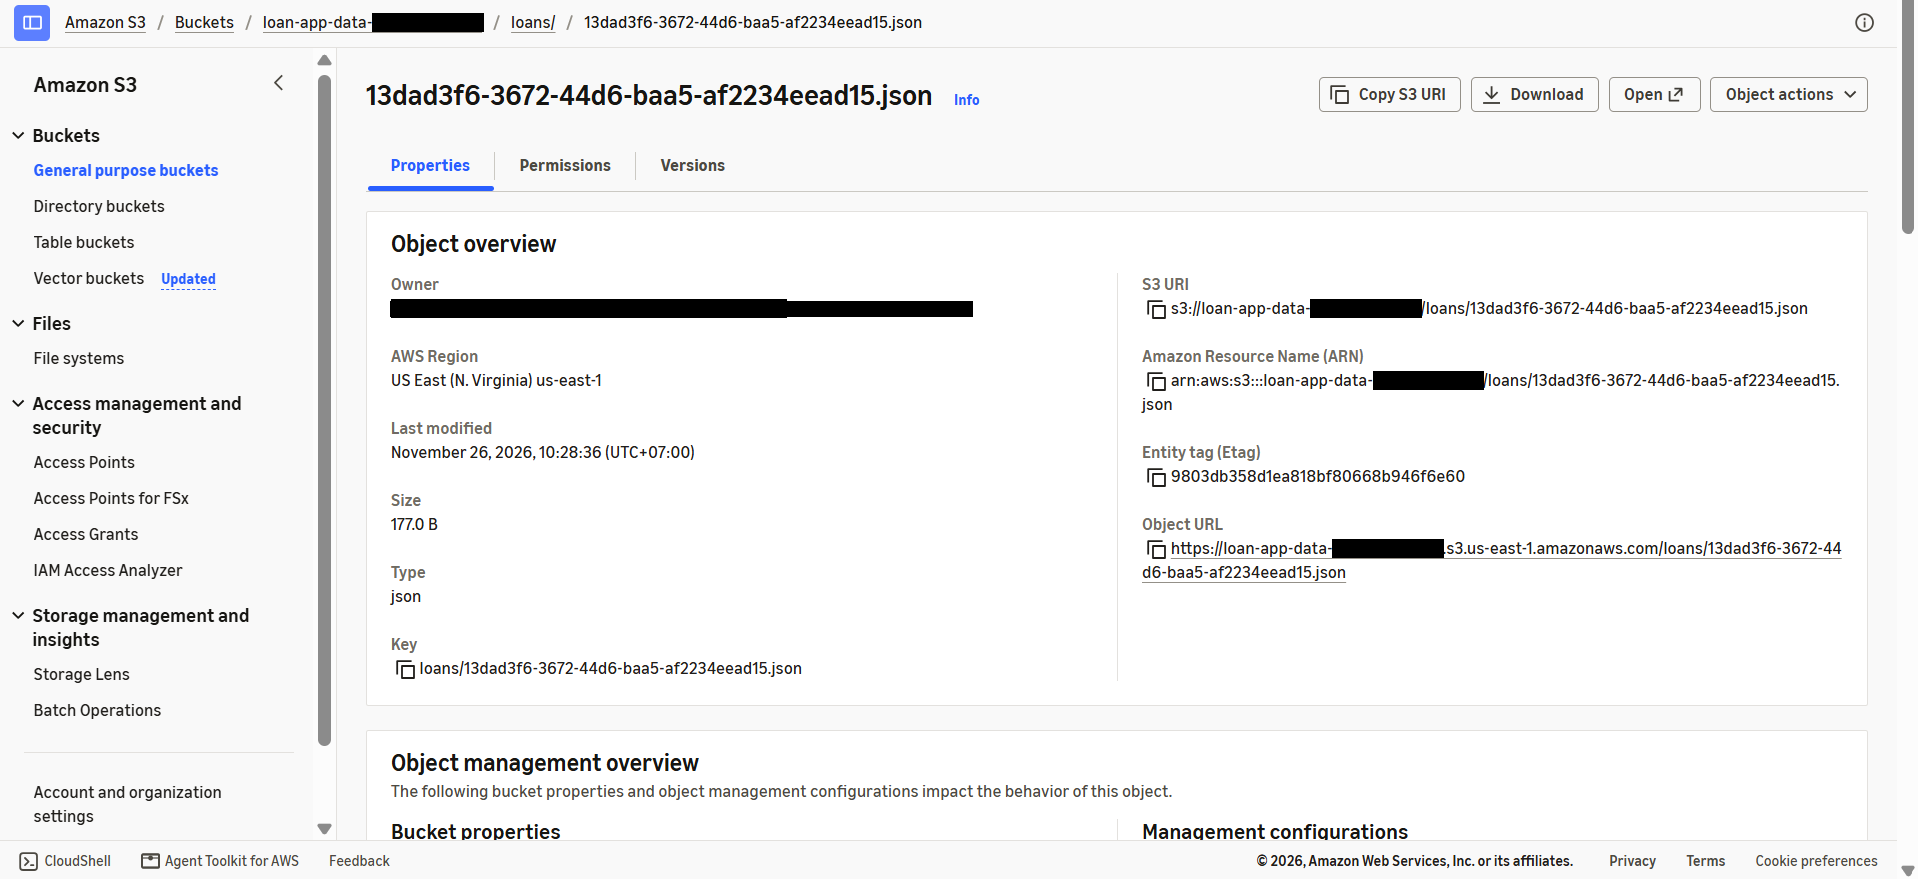 Amazon S3 / Buckets / loan-app-data- / loans/ / 13dad3f6-3672-44d6-baa5-af2234eead15.json
Amazon S3
Buckets
General purpose buckets
Directory buckets
Table buckets
Vector buckets Updated
Files
File systems
Access management and
security
Access Points
Access Points for FSx
Access Grants
IAM Access Analyzer
Storage management and
insights
Storage Lens
Batch Operations
Account and organization
settings
13dad3f6-3672-44d6-baa5-af2234eead15.json Info
Copy S3 URI Download Open Object actions
Properties Permissions Versions
Object overview
Owner
AWS Region
US East (N. Virginia) us-east-1
Last modified
November 26, 2026, 10:28:36 (UTC+07:00)
Size
177.0 B
Type
json
Key
loans/13dad3f6-3672-44d6-baa5-af2234eead15.json
S3 URI
s3://loan-app-data- /loans/13dad3f6-3672-44d6-baa5-af2234eead15.json
Amazon Resource Name (ARN)
arn:aws:s3:::loan-app-data- /loans/13dad3f6-3672-44d6-baa5-af2234eead15.
json
Entity tag (Etag)
9803db358d1ea818bf80668b946f6e60
Object URL
https://loan-app-data- .s3.us-east-1.amazonaws.com/loans/13dad3f6-3672-44
d6-baa5-af2234eead15.json
Object management overview
The following bucket properties and object management configurations impact the behavior of this object.
Bucket properties
Management configurations
CloudShell Agent Toolkit for AWS Feedback
© 2026, Amazon Web Services, Inc. or its affiliates. Privacy Terms Cookie preferences